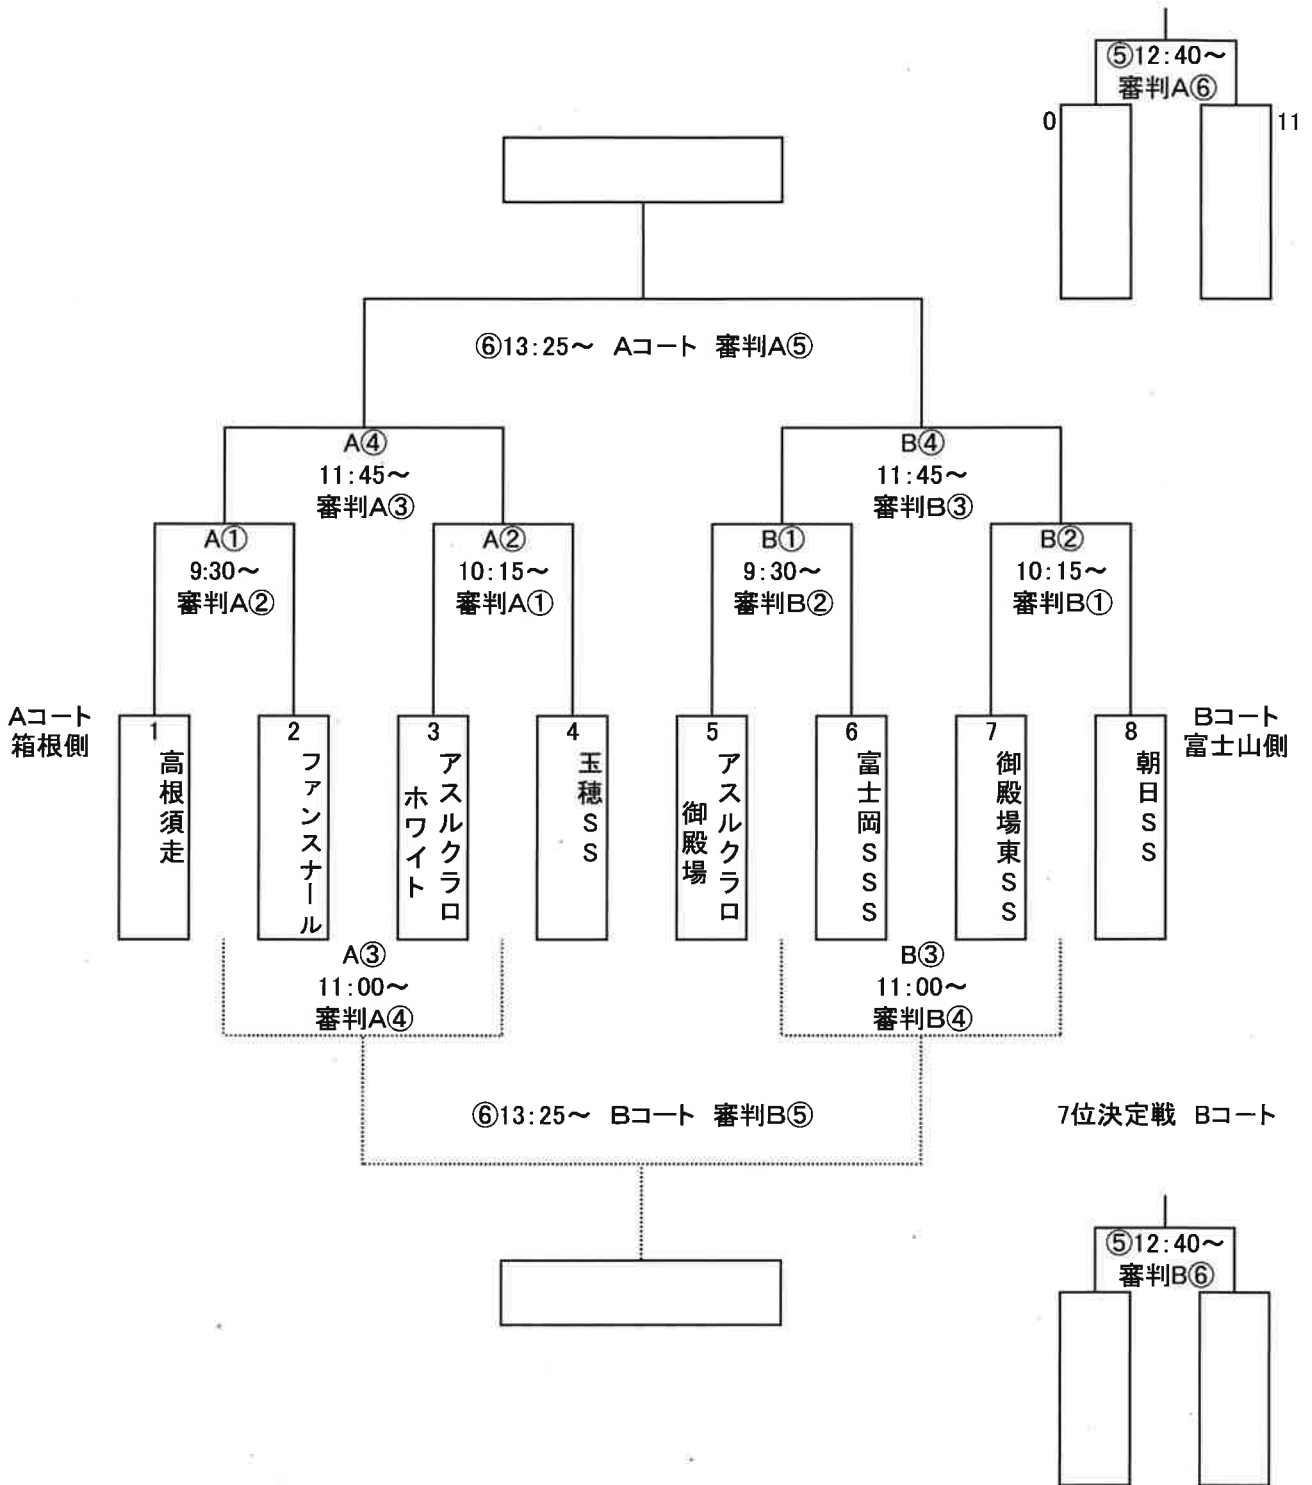 ⑤12:40～
審判A⑥
0
11
⑥13:25～ Aコート 審判A⑤
A④
11:45～
審判A③
B④
11:45～
審判B③
A①
9:30～
審判A②
A②
10:15～
審判A①
B①
9:30～
審判B②
B②
10:15～
審判B①
Aコート
箱根側
1
高根須走
2
ファンスナール
3
アスルクラロ
ホワイト
4
玉穂SS
5
アスルクラロ
御殿場
6
富士岡SSS
7
御殿場東SS
8
朝日SS
Bコート
富士山側
A③
11:00～
審判A④
B③
11:00～
審判B④
⑥13:25～ Bコート 審判B⑤
7位決定戦 Bコート
⑤12:40～
審判B⑥